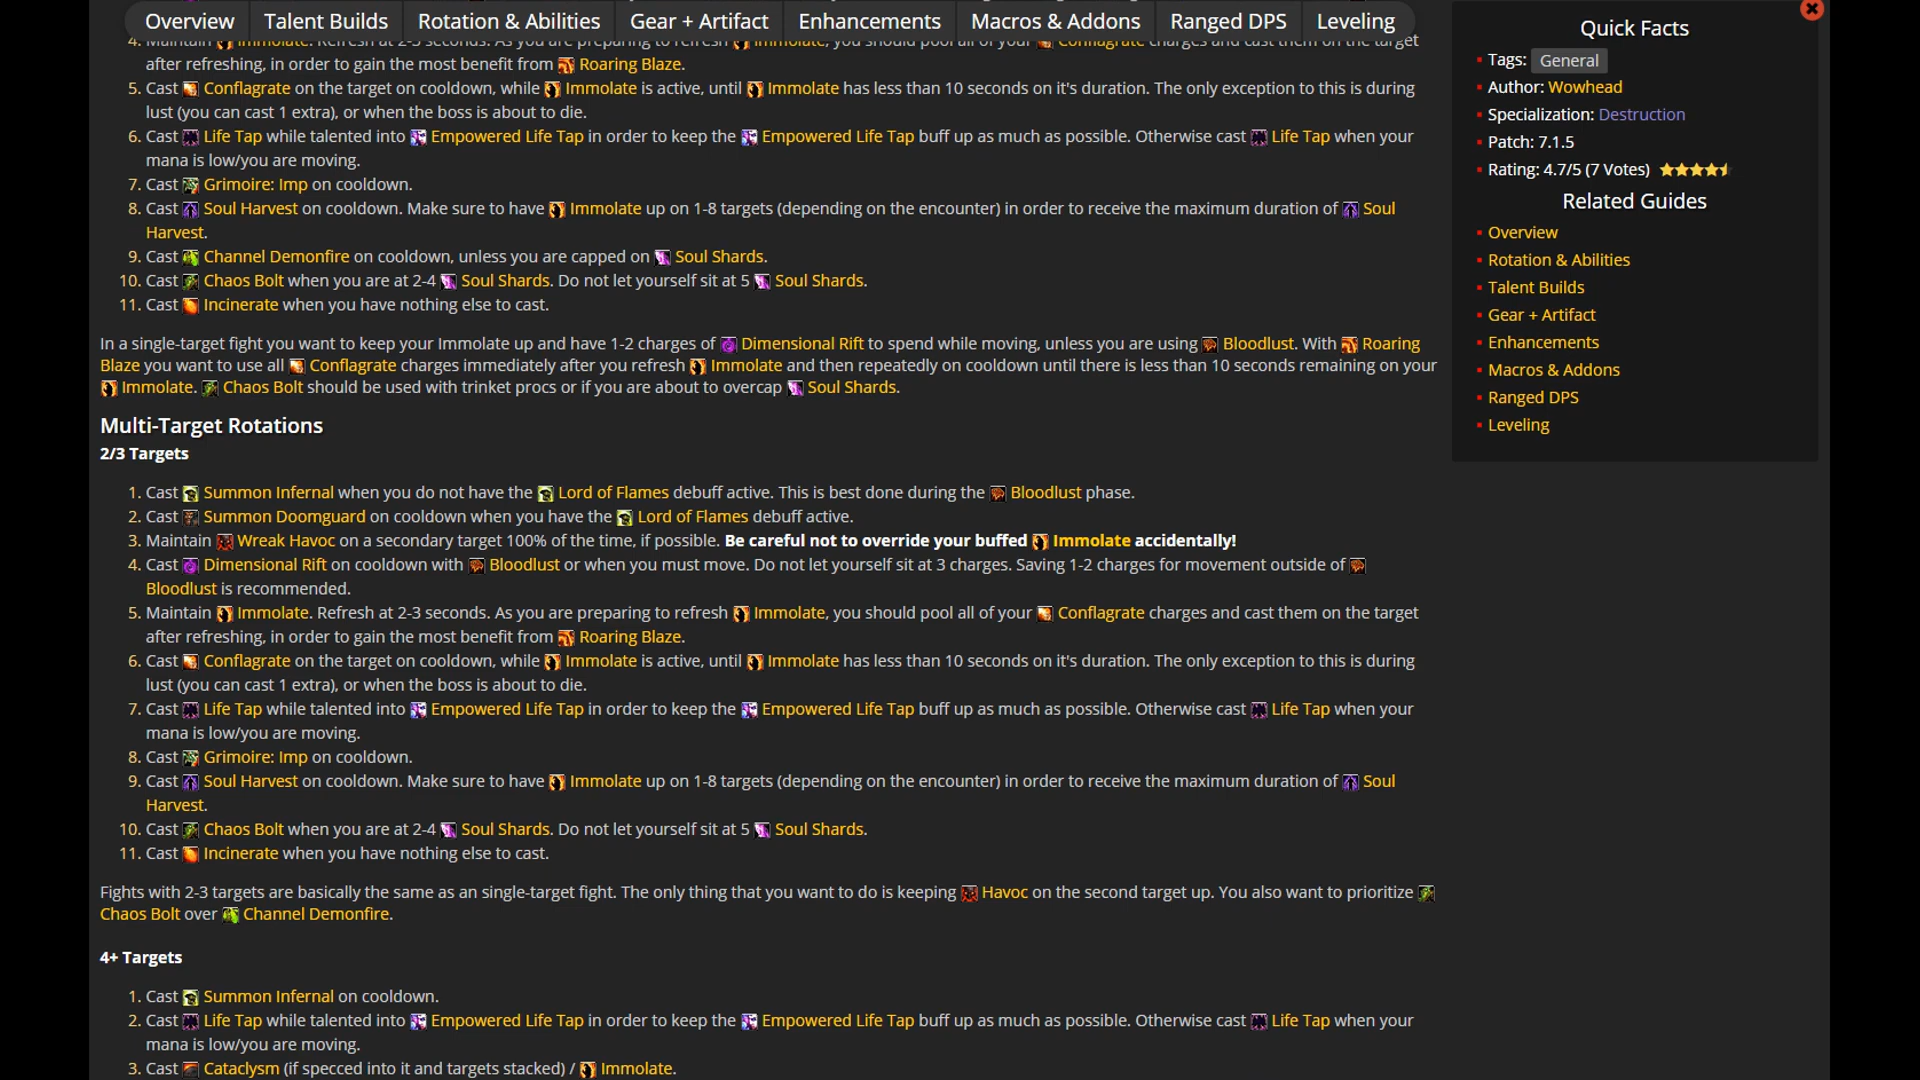 Overview Talent Builds Rotation & Abilities Gear + Artifact Enhancements Macros & Addons Ranged DPS Leveling
4. Maintain Immolate. Refresh at 2-3 seconds. As you are preparing to refresh Immolate, you should pool all of your Conflagrate charges and cast them on the target
after refreshing, in order to gain the most benefit from Roaring Blaze.
5. Cast Conflagrate on the target on cooldown, while Immolate is active, until Immolate has less than 10 seconds on it's duration. The only exception to this is during
lust (you can cast 1 extra), or when the boss is about to die.
6. Cast Life Tap while talented into Empowered Life Tap in order to keep the Empowered Life Tap buff up as much as possible. Otherwise cast Life Tap when your
mana is low/you are moving.
7. Cast Grimoire: Imp on cooldown.
8. Cast Soul Harvest on cooldown. Make sure to have Immolate up on 1-8 targets (depending on the encounter) in order to receive the maximum duration of Soul
Harvest.
9. Cast Channel Demonfire on cooldown, unless you are capped on Soul Shards.
10. Cast Chaos Bolt when you are at 2-4 Soul Shards. Do not let yourself sit at 5 Soul Shards.
11. Cast Incinerate when you have nothing else to cast.
In a single-target fight you want to keep your Immolate up and have 1-2 charges of Dimensional Rift to spend while moving, unless you are using Bloodlust. With Roaring
Blaze you want to use all Conflagrate charges immediately after you refresh Immolate and then repeatedly on cooldown until there is less than 10 seconds remaining on your
Immolate. Chaos Bolt should be used with trinket procs or if you are about to overcap Soul Shards.
Multi-Target Rotations
2/3 Targets
1. Cast Summon Infernal when you do not have the Lord of Flames debuff active. This is best done during the Bloodlust phase.
2. Cast Summon Doomguard on cooldown when you have the Lord of Flames debuff active.
3. Maintain Wreak Havoc on a secondary target 100% of the time, if possible. Be careful not to override your buffed Immolate accidentally!
4. Cast Dimensional Rift on cooldown with Bloodlust or when you must move. Do not let yourself sit at 3 charges. Saving 1-2 charges for movement outside of
Bloodlust is recommended.
5. Maintain Immolate. Refresh at 2-3 seconds. As you are preparing to refresh Immolate, you should pool all of your Conflagrate charges and cast them on the target
after refreshing, in order to gain the most benefit from Roaring Blaze.
6. Cast Conflagrate on the target on cooldown, while Immolate is active, until Immolate has less than 10 seconds on it's duration. The only exception to this is during
lust (you can cast 1 extra), or when the boss is about to die.
7. Cast Life Tap while talented into Empowered Life Tap in order to keep the Empowered Life Tap buff up as much as possible. Otherwise cast Life Tap when your
mana is low/you are moving.
8. Cast Grimoire: Imp on cooldown.
9. Cast Soul Harvest on cooldown. Make sure to have Immolate up on 1-8 targets (depending on the encounter) in order to receive the maximum duration of Soul
Harvest.
10. Cast Chaos Bolt when you are at 2-4 Soul Shards. Do not let yourself sit at 5 Soul Shards.
11. Cast Incinerate when you have nothing else to cast.
Fights with 2-3 targets are basically the same as an single-target fight. The only thing that you want to do is keeping Havoc on the second target up. You also want to prioritize
Chaos Bolt over Channel Demonfire.
4+ Targets
1. Cast Summon Infernal on cooldown.
2. Cast Life Tap while talented into Empowered Life Tap in order to keep the Empowered Life Tap buff up as much as possible. Otherwise cast Life Tap when your
mana is low/you are moving.
3. Cast Cataclysm (if specced into it and targets stacked) / Immolate.
Quick Facts
Tags: General
Author: Wowhead
Specialization: Destruction
Patch: 7.1.5
Rating: 4.7/5 (7 Votes)
Related Guides
Overview
Rotation & Abilities
Talent Builds
Gear + Artifact
Enhancements
Macros & Addons
Ranged DPS
Leveling